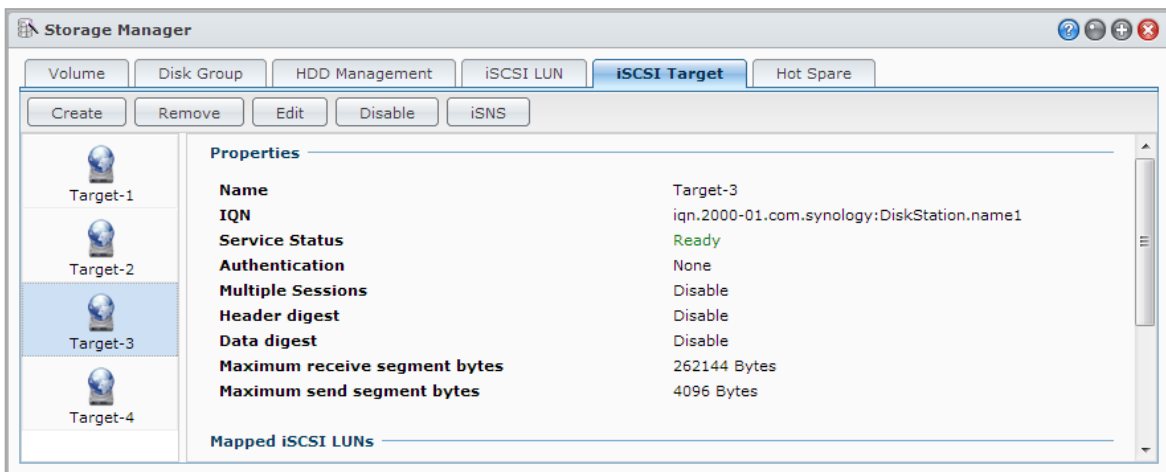 Storage Manager
Volume Disk Group HDD Management iSCSI LUN iSCSI Target Hot Spare
Create Remove Edit Disable iSNS
Target-1
Target-2
Target-3
Target-4
Properties
Name Target-3
IQN iqn.2000-01.com.synology:DiskStation.name1
Service Status Ready
Authentication None
Multiple Sessions Disable
Header digest Disable
Data digest Disable
Maximum receive segment bytes 262144 Bytes
Maximum send segment bytes 4096 Bytes
Mapped iSCSI LUNs